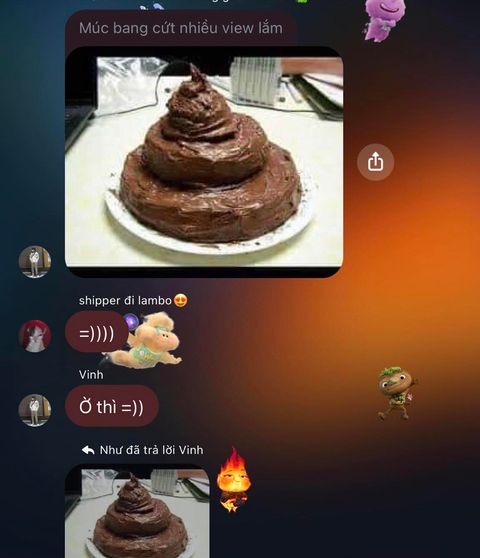 Múc bang cứt nhiều view lắm
shipper đi lambo😍
=))))
Vinh
Ờ thì =))
Như đã trả lời Vinh